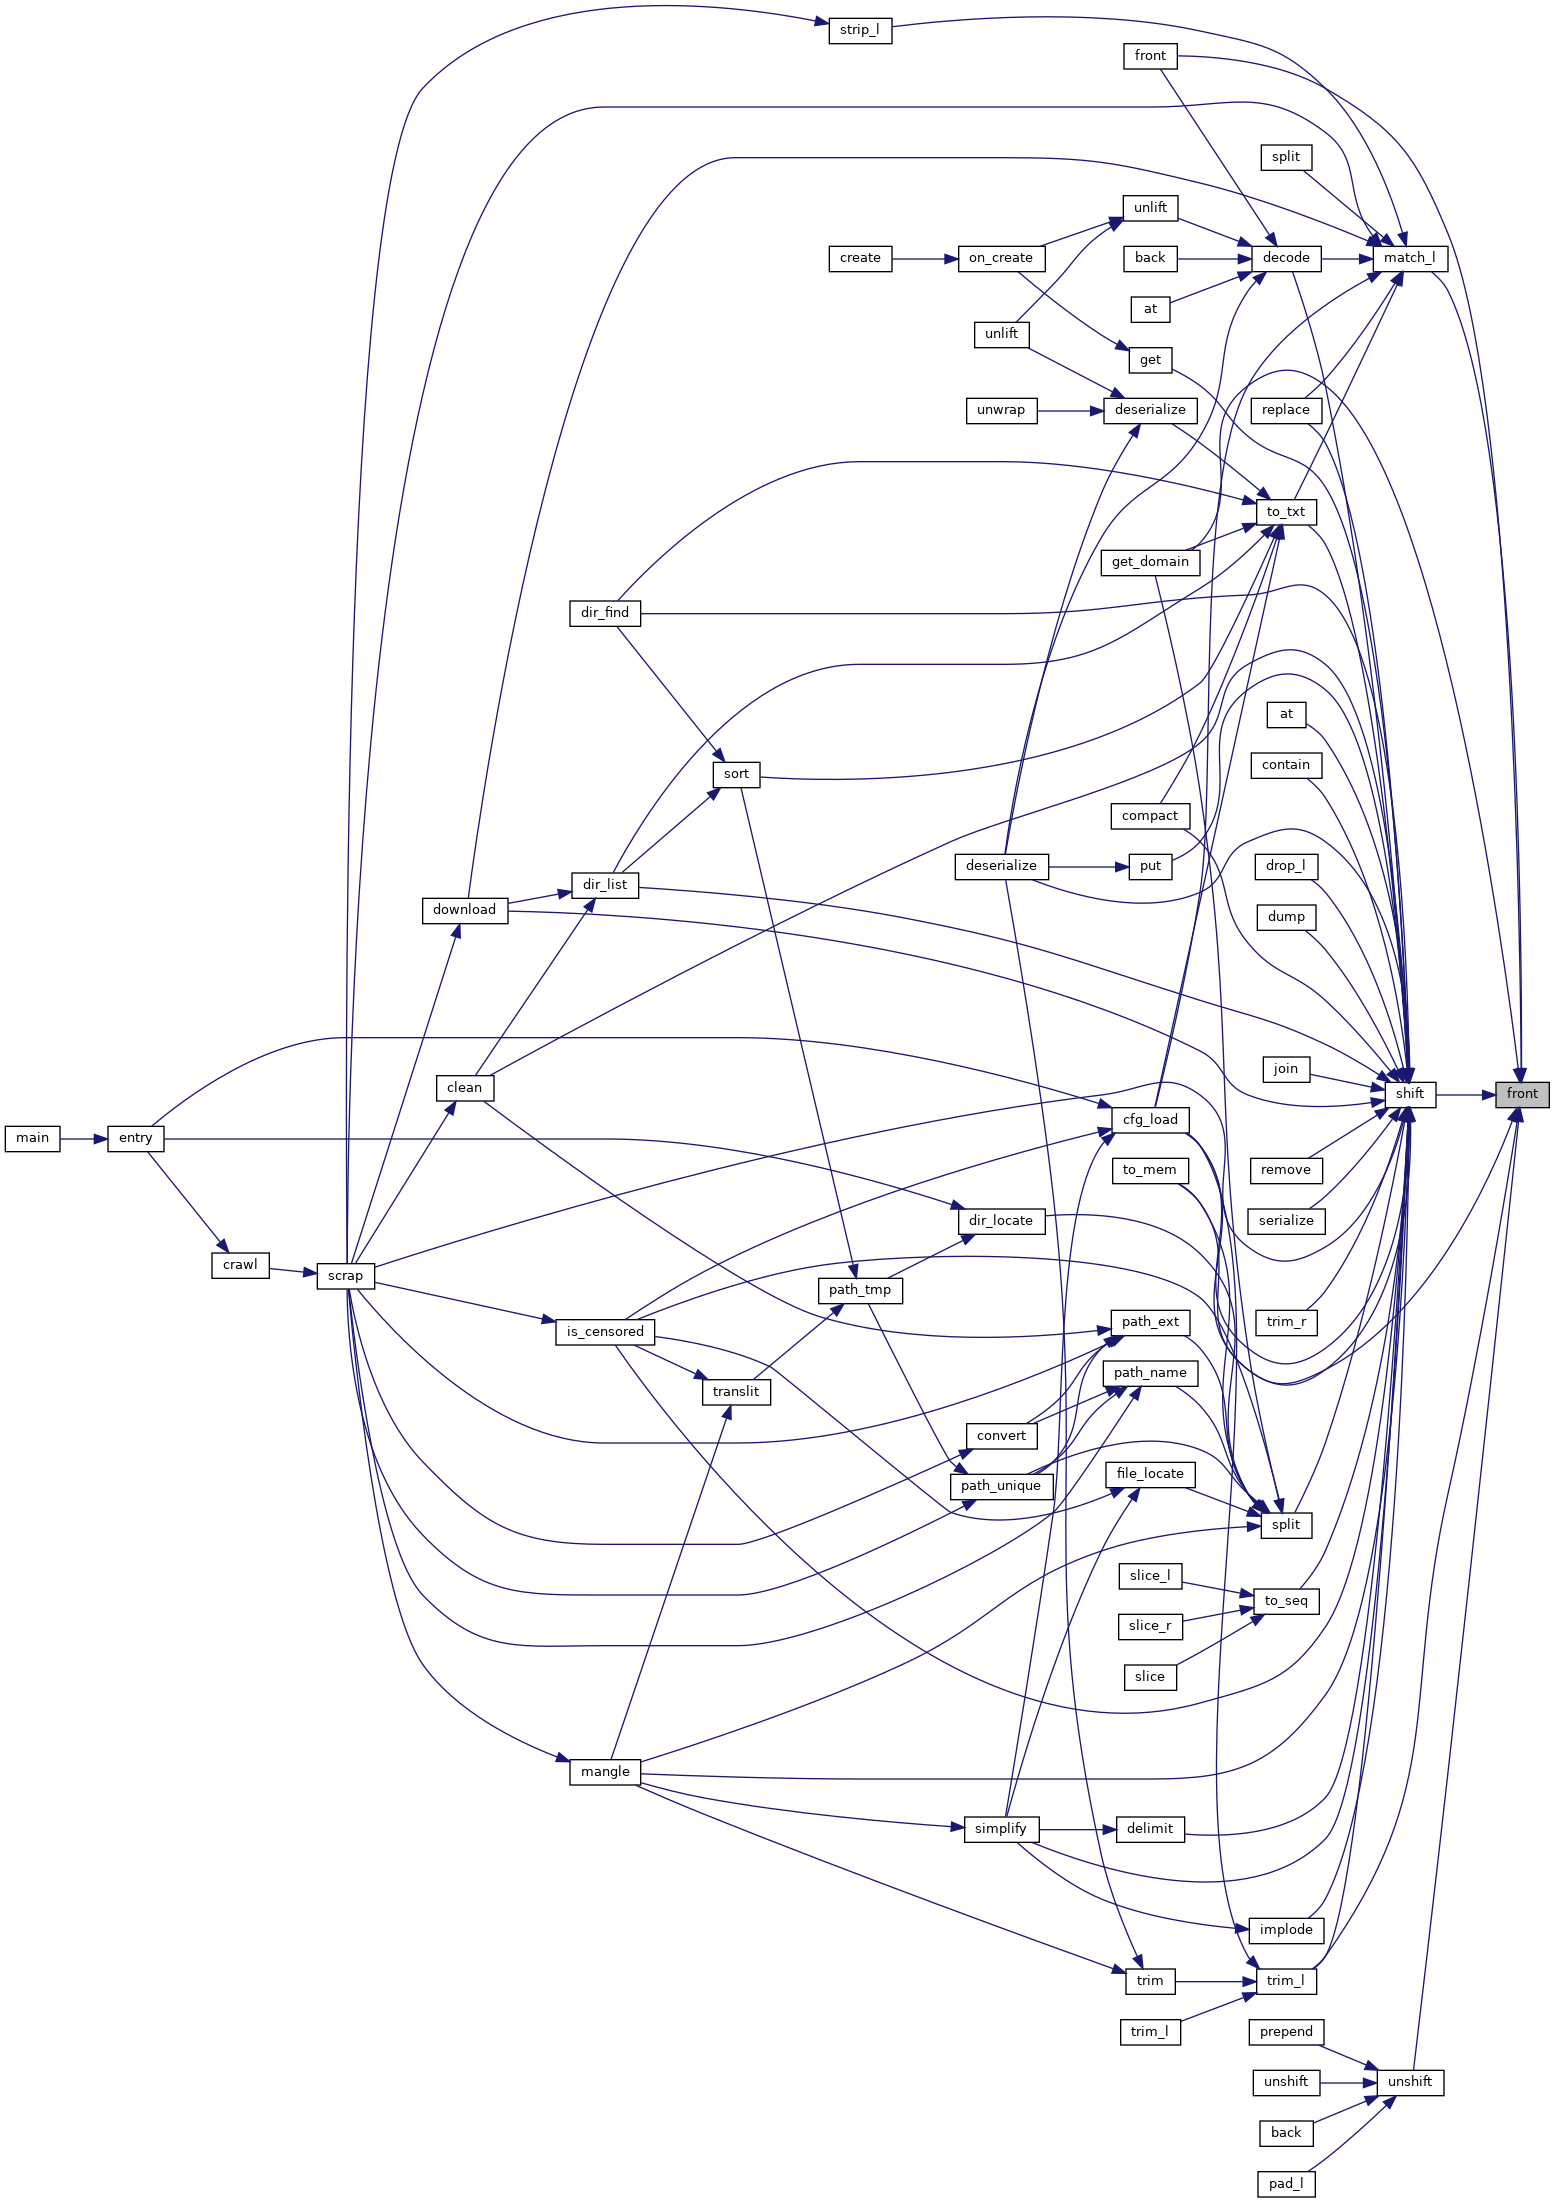 strip_l
front
split
unlift
create
on_create
back
decode
match_l
at
unlift
get
unwrap
deserialize
replace
to_txt
get_domain
dir_find
at
contain
sort
compact
deserialize
put
drop_l
dir_list
download
dump
join
clean
shift
front
cfg_load
main
entry
to_mem
remove
dir_locate
serialize
crawl
scrap
path_tmp
path_ext
trim_r
is_censored
path_name
translit
convert
file_locate
path_unique
split
slice_l
to_seq
slice_r
slice
mangle
simplify
delimit
implode
trim
trim_l
trim_l
prepend
unshift
unshift
back
pad_l